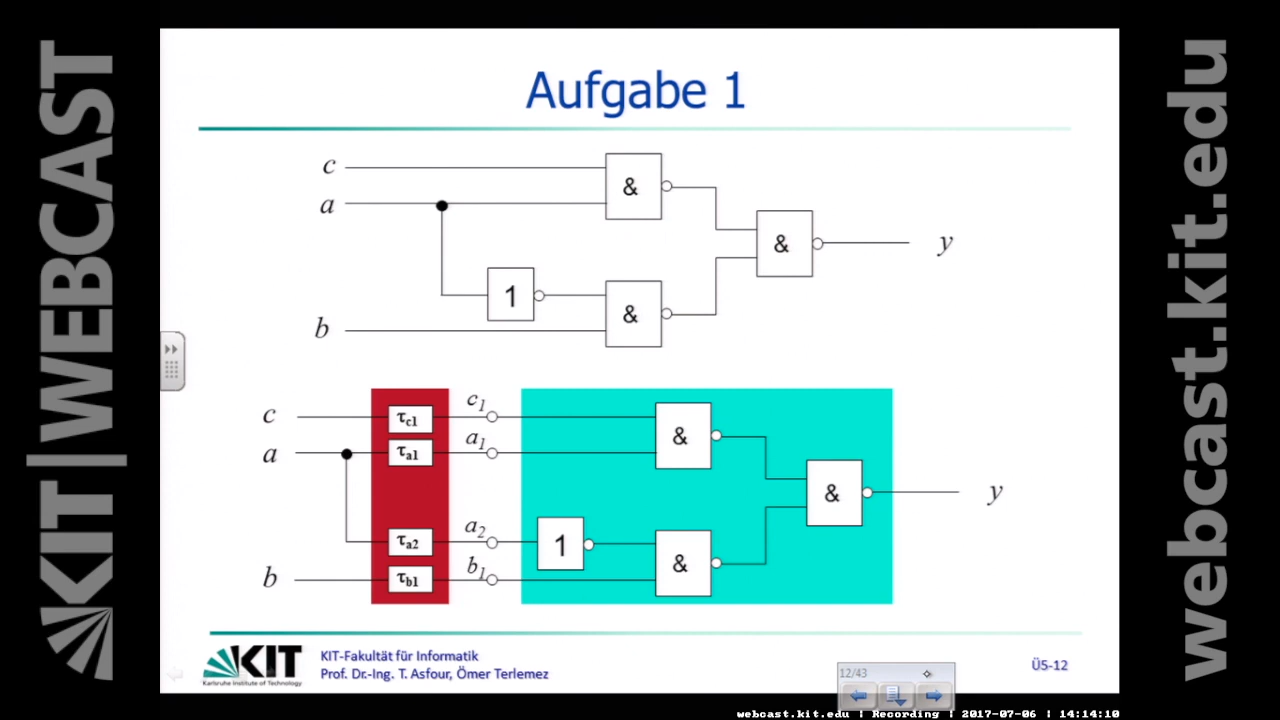 KIT | WEBCAST
webcast.kit.edu
Aufgabe 1
c
a
b
&
1
&
&
y
c
a
b
τc1
τa1
τa2
τb1
c1
a1
a2
b1
&
1
&
&
y
KIT
Karlsruhe Institute of Technology
KIT-Fakultät für Informatik
Prof. Dr.-Ing. T. Asfour, Ömer Terlemez
Ü5-12
12/43
webcast.kit.edu | Recording | 2017-07-06 | 14:14:10